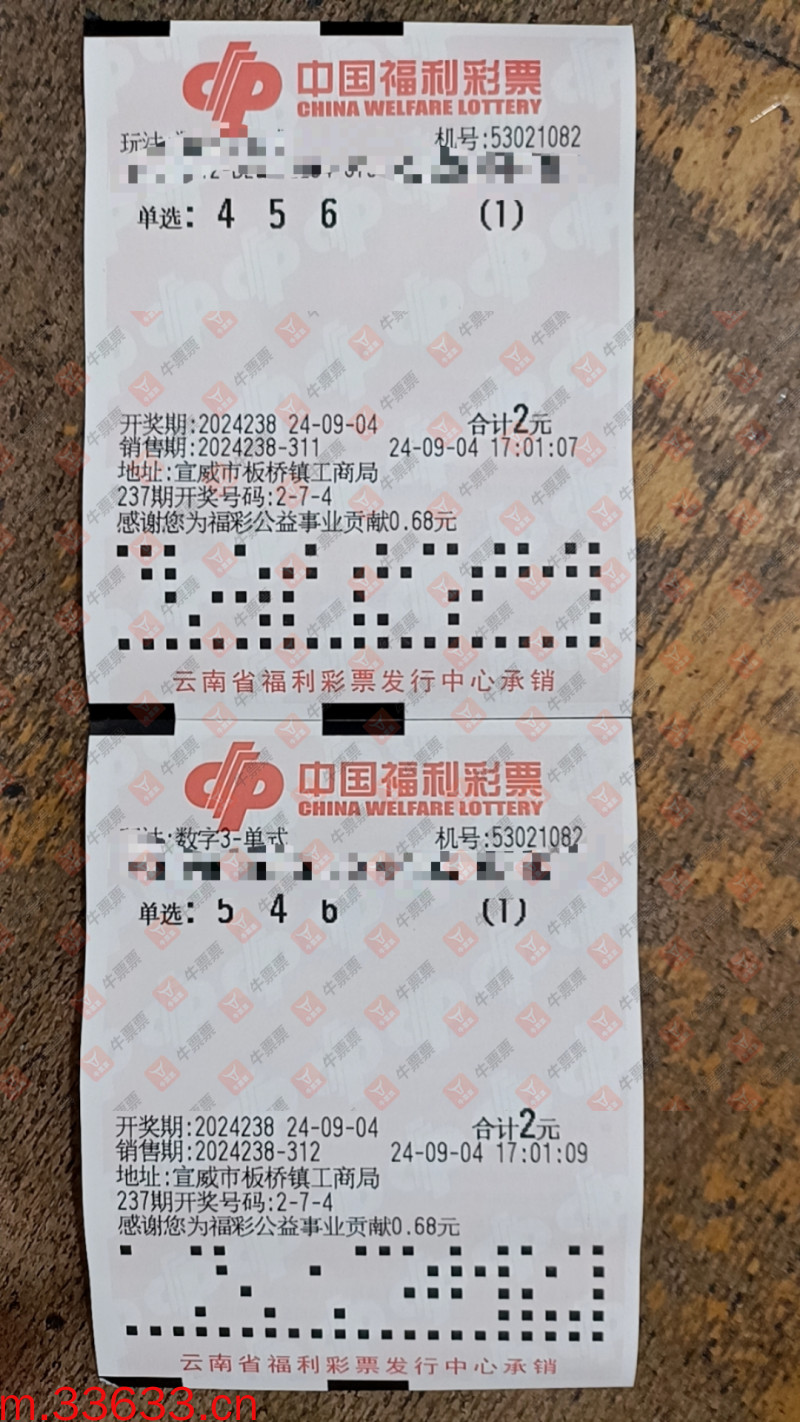 中国福利彩票
CHINA WELFARE LOTTERY
玩法: 机号:53021082
单选: 4 5 6 (1)
开奖期:2024238 24-09-04 合计2元
销售期:2024238-311 24-09-04 17:01:07
地址:宣威市板桥镇工商局
237期开奖号码:2-7-4
感谢您为福彩公益事业贡献0.68元
云南省福利彩票发行中心承销
中国福利彩票
CHINA WELFARE LOTTERY
玩法:数字3-单式 机号:53021082
单选: 5 4 6 (1)
开奖期:2024238 24-09-04 合计2元
销售期:2024238-312 24-09-04 17:01:09
地址:宣威市板桥镇工商局
237期开奖号码:2-7-4
感谢您为福彩公益事业贡献0.68元
云南省福利彩票发行中心承销
牛票票
m.33633.cn